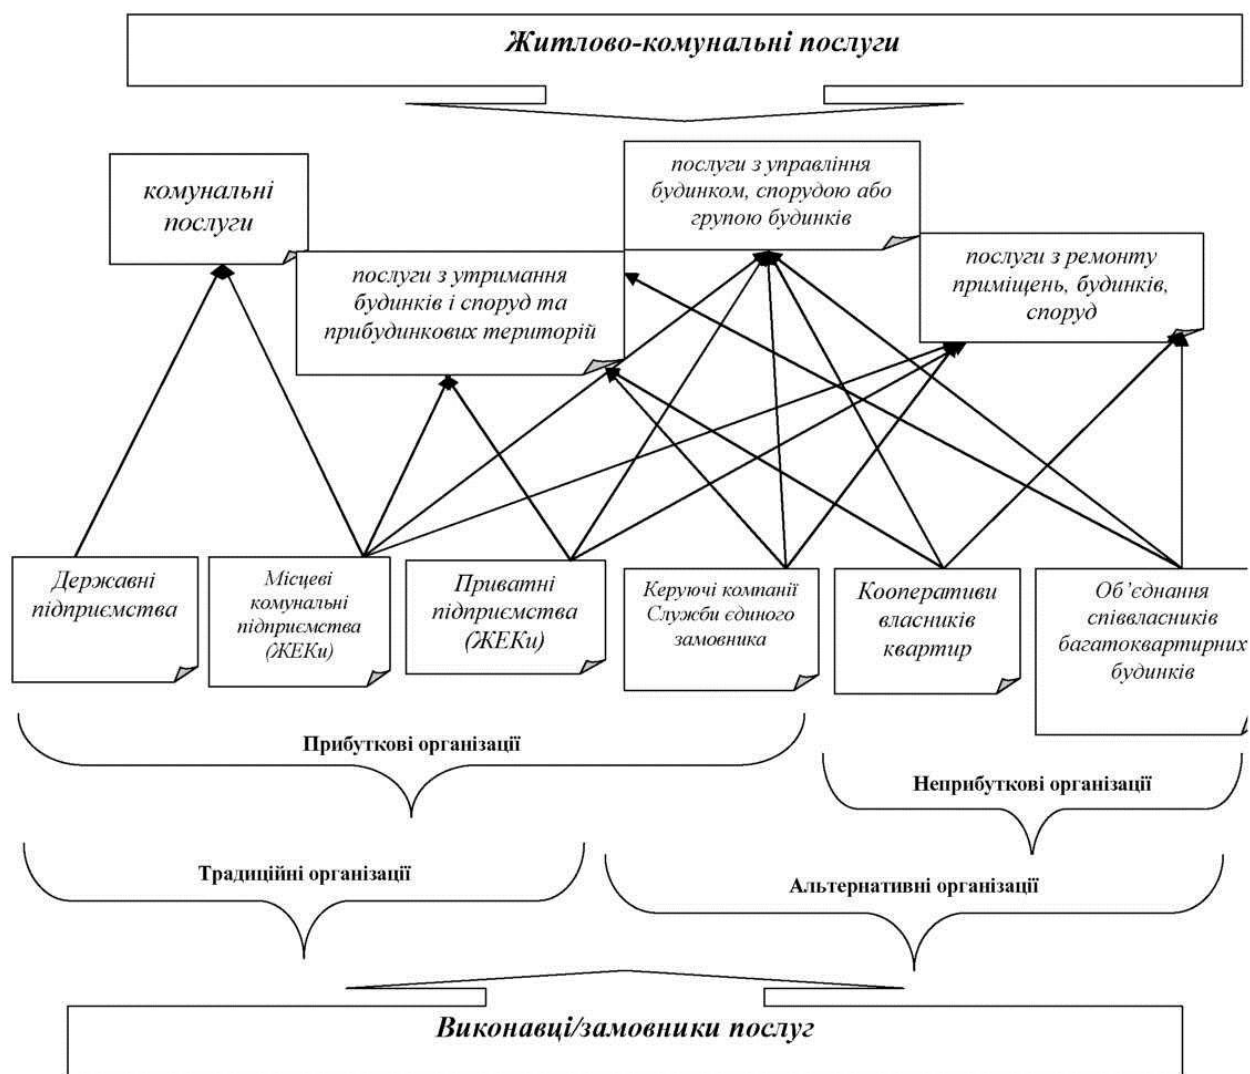 Житлово-комунальні послуги
комунальні
послуги
послуги з управління
будинком, спорудою або
групою будинків
послуги з утримання
будинків і споруд та
прибудинкових територій
послуги з ремонту
приміщень, будинків,
споруд
Державні
підприємства
Місцеві
комунальні
підприємства
(ЖЕКи)
Приватні
підприємства
(ЖЕКи)
Керуючі компанії
Служби єдиного
замовника
Кооперативи
власників
квартир
Об’єднання
співвласників
багатоквартирних
будинків
Прибуткові організації
Неприбуткові організації
Традиційні організації
Альтернативні організації
Виконавці/замовники послуг